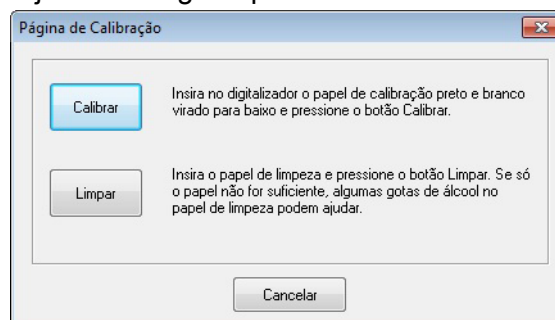 Página de Calibração
Calibrar
Insira no digitalizador o papel de calibração preto e branco
virado para baixo e pressione o botão Calibrar.
Limpar
Insira o papel de limpeza e pressione o botão Limpar. Se só
o papel não for suficiente, algumas gotas de álcool no
papel de limpeza podem ajudar.
Cancelar